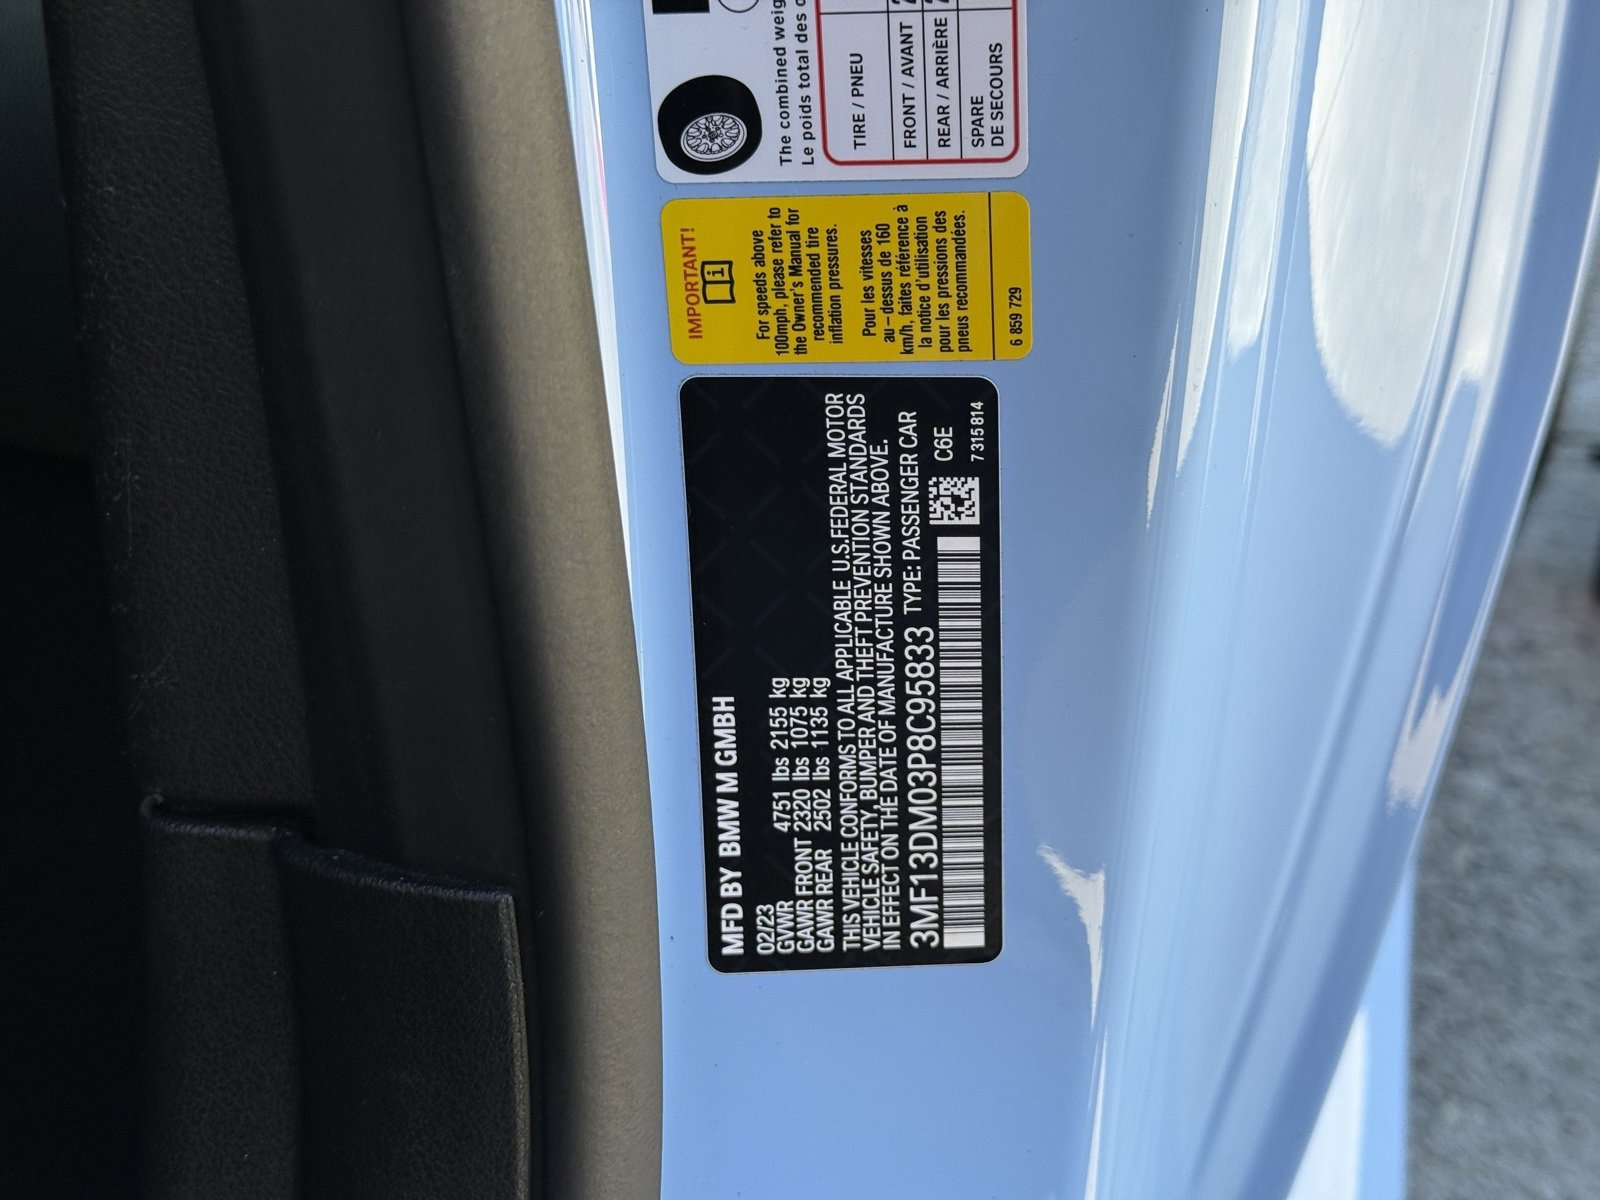 The combined weig
Le poids total des o
TIRE / PNEU
FRONT / AVANT
REAR / ARRIÈRE
SPARE
DE SECOURS
IMPORTANT!
i
For speeds above
100mph, please refer to
the Owner's Manual for
recommended tire
inflation pressures.
Pour les vitesses
au – dessus de 160
km/h, faites référence à
la notice d'utilisation
pour les pressions des
pneus recommandées.
6 859 729
MFD BY BMW M GMBH
02/23
GVWR 4751 lbs 2155 kg
GAWR FRONT 2320 lbs 1075 kg
GAWR REAR 2502 lbs 1135 kg
THIS VEHICLE CONFORMS TO ALL APPLICABLE U.S.FEDERAL MOTOR
VEHICLE SAFETY, BUMPER AND THEFT PREVENTION STANDARDS
IN EFFECT ON THE DATE OF MANUFACTURE SHOWN ABOVE.
3MF13DM03P8C95833 TYPE: PASSENGER CAR
C6E
7 315 814